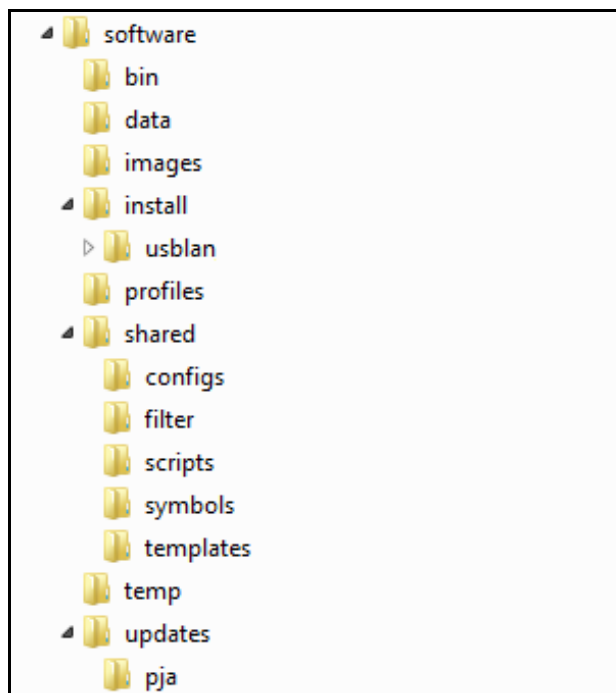 software
bin
data
images
install
usblan
profiles
shared
configs
filter
scripts
symbols
templates
temp
updates
pja